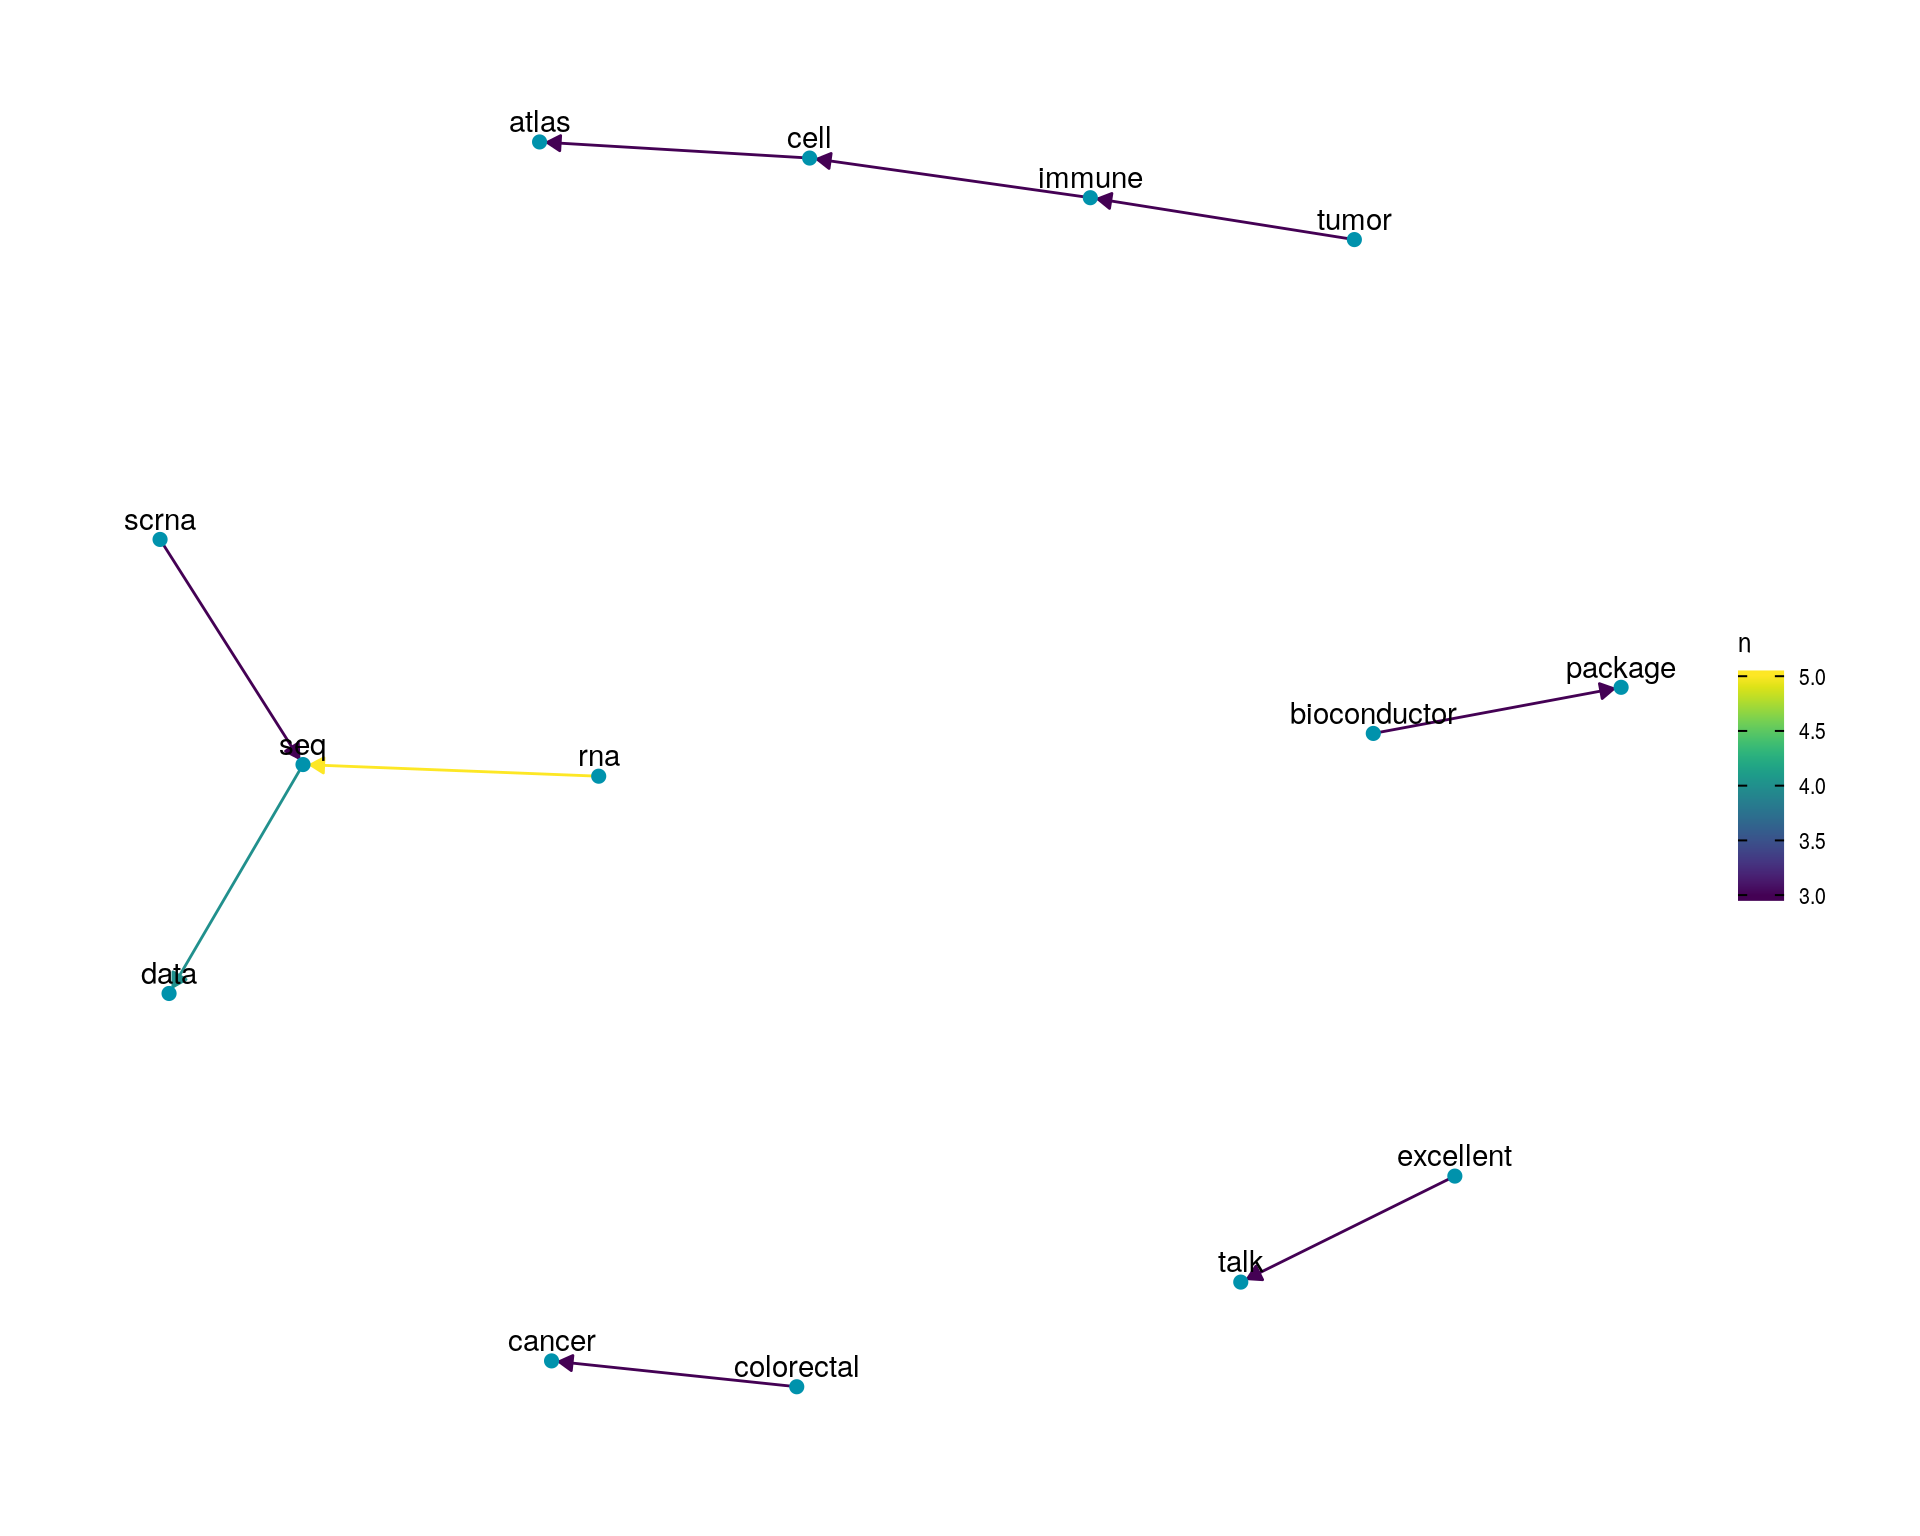 atlas
cell
immune
tumor
scrna
seq
rna
data
bioconductor
package
n
5.0
4.5
4.0
3.5
3.0
excellent
talk
cancer
colorectal